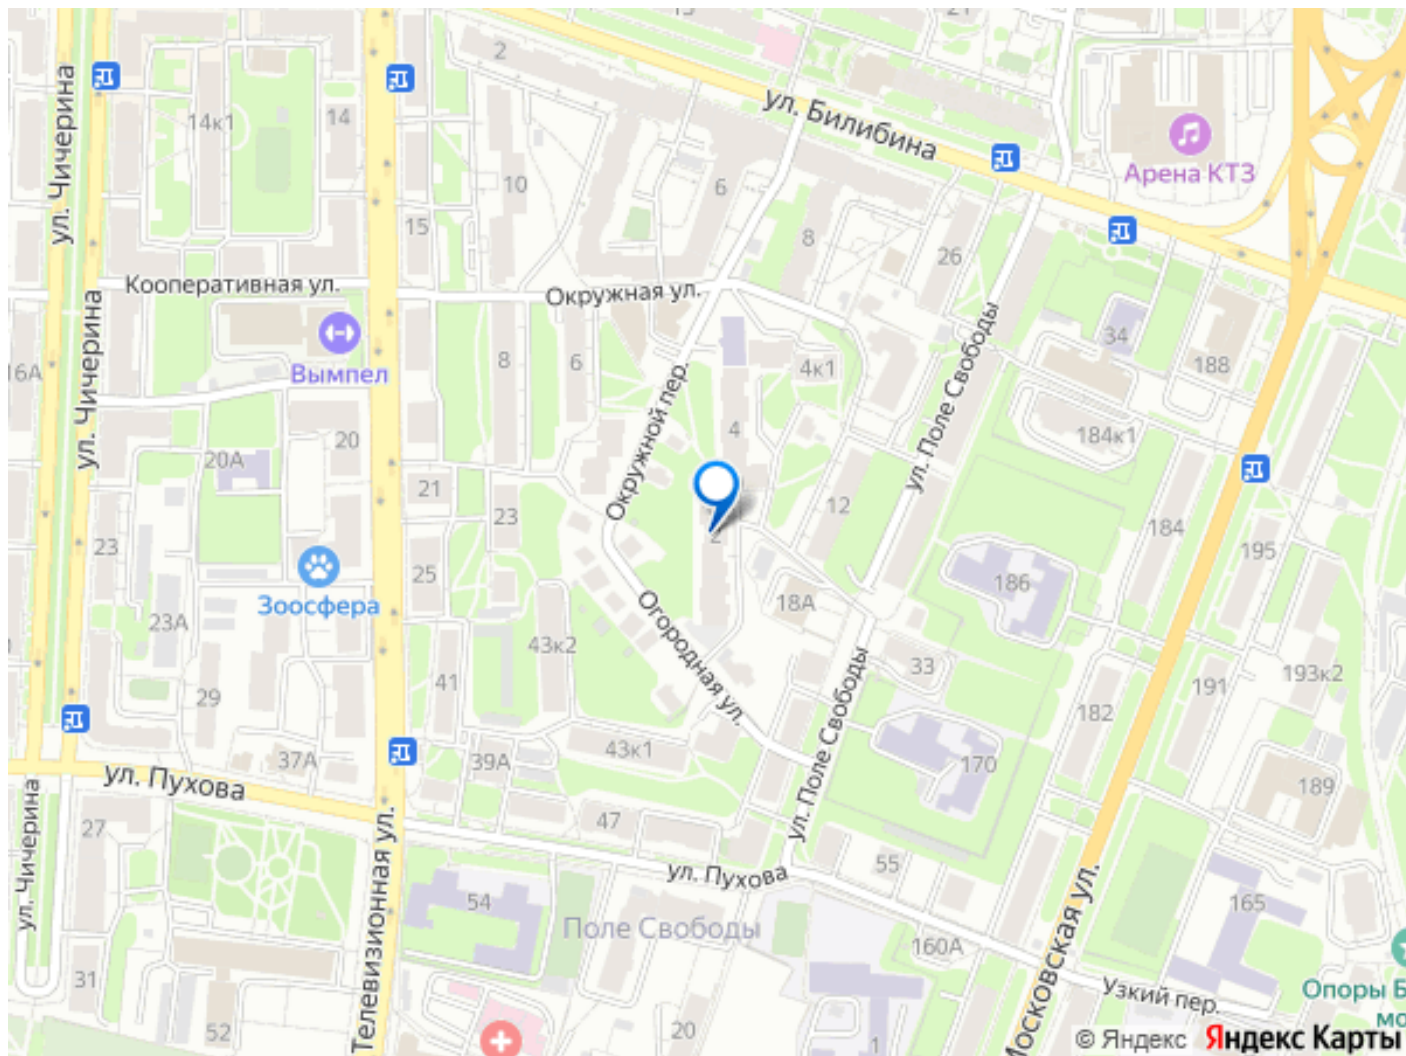 2
14к1
14
ул. Билибина
Арена КТЗ
ул. Чичерина
10
6
15
8
26
Кооперативная ул.
Окружная ул.
34
188
16А
Вымпел
8
6
4к1
ул. Чичерина
Окружной пер.
ул. Поле Свободы
4
184к1
20
20А
21
23
12
184
195
23
2
25
186
Зоосфера
18А
23А
Огородная ул.
43к2
33
193к2
29
41
191
182
ул. Поле Свободы
43к1
37А
39А
170
189
ул. Пухова
ул. Чичерина
27
47
55
ул. Пухова
Телевизионная ул.
54
165
Поле Свободы
160А
Московская ул.
31
Узкий пер.
Опоры Б
мо
52
20
1
© Яндекс Яндекс Карты